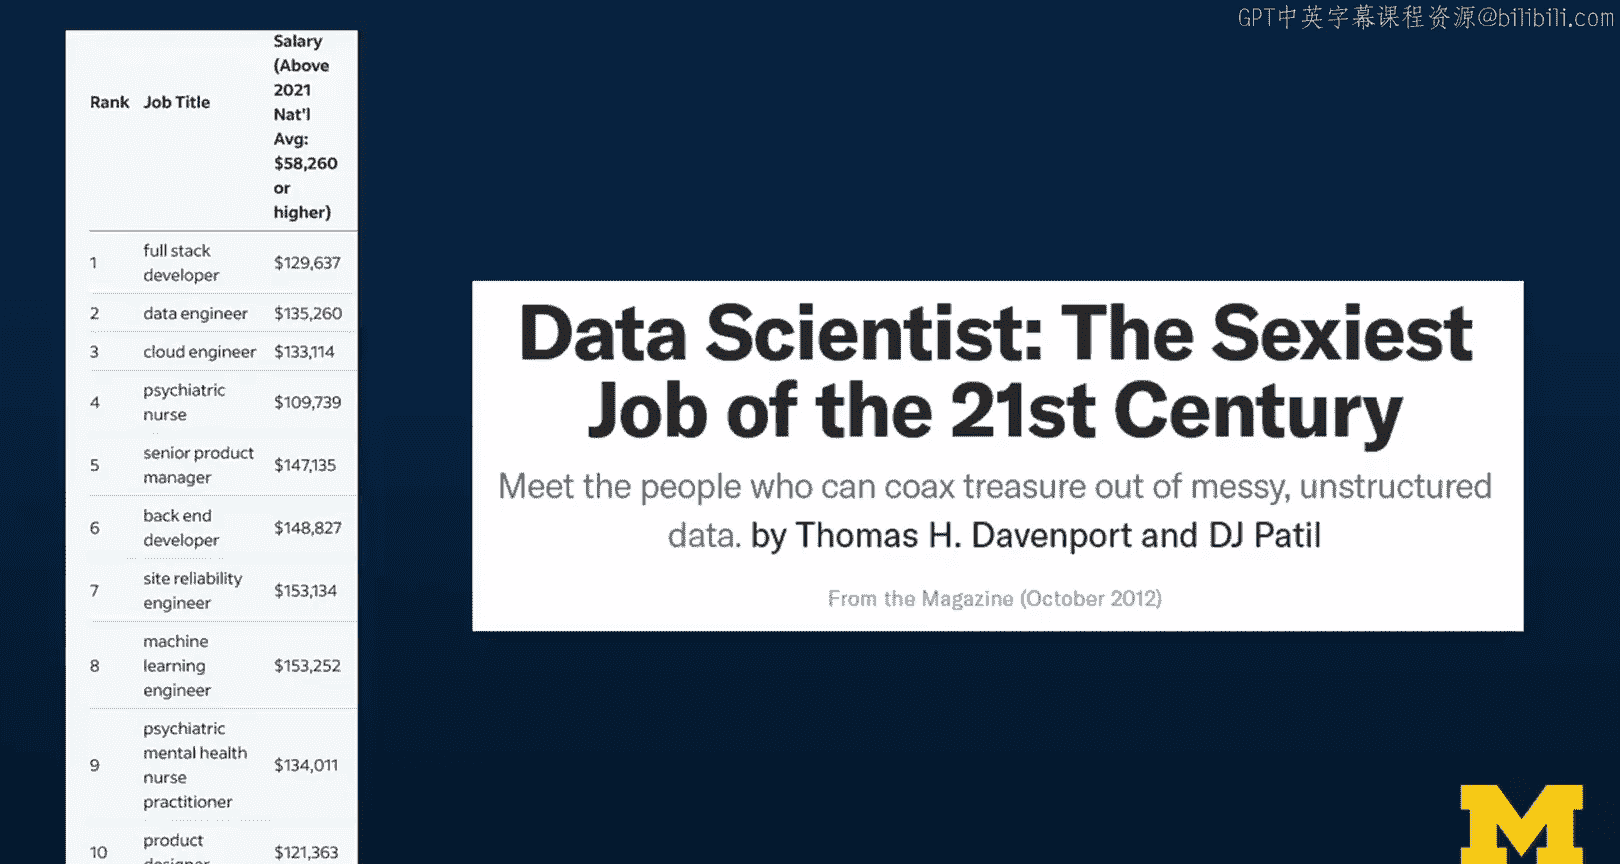 GPT中英字幕课程资源@bilibili.com
Rank Job Title Salary
(Above
2021
Nat'l
Avg:
$58,260
or
higher)
1 full stack
developer $129,637
2 data engineer $135,260
3 cloud engineer $133,114
4 psychiatric
nurse $109,739
5 senior product
manager $147,135
6 back end
developer $148,827
7 site reliability
engineer $153,134
8 machine
learning
engineer $153,252
9 psychiatric
mental health
nurse
practitioner $134,011
10 product
designer $121,363
Data Scientist: The Sexiest
Job of the 21st Century
Meet the people who can coax treasure out of messy, unstructured
data. by Thomas H. Davenport and DJ Patil
From the Magazine (October 2012)
M